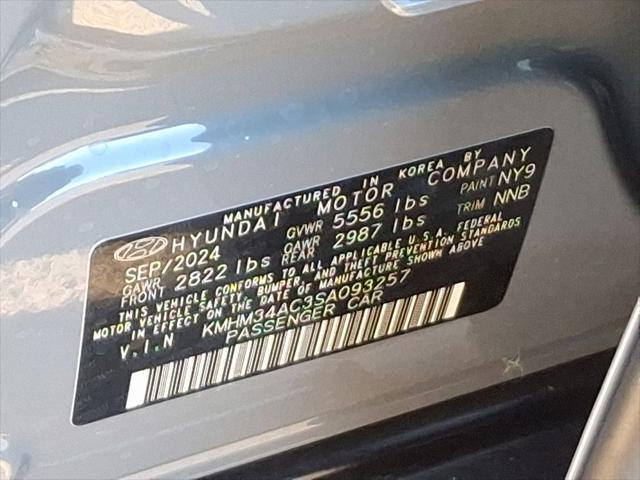 MANUFACTURED IN KOREA BY
HYUNDAI MOTOR COMPANY
SEP/2024 GVWR 5556 lbs PAINT NY9
GAWR FRONT 2822 lbs GAWR REAR 2987 lbs TRIM NNB
THIS VEHICLE CONFORMS TO ALL APPLICABLE U.S.A. FEDERAL
MOTOR VEHICLE SAFETY, BUMPER, AND THEFT PREVENTION STANDARDS
IN EFFECT ON THE DATE OF MANUFACTURE SHOWN ABOVE
V.I.N KMHM34AC3SA093257
PASSENGER CAR